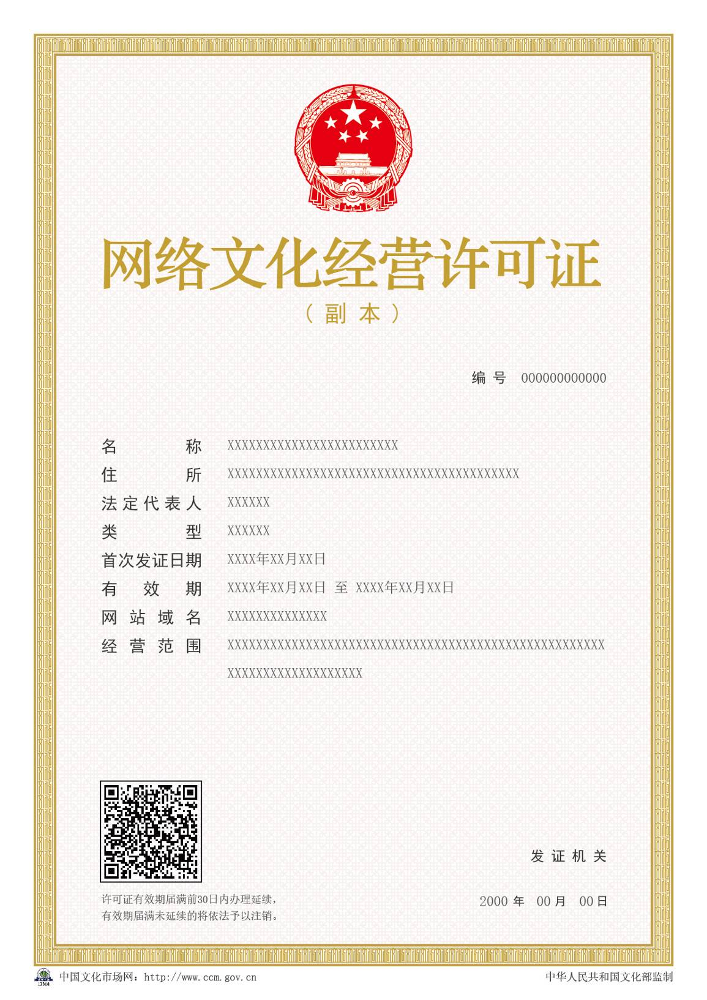 网络文化经营许可证
（副本）
编号 000000000000
名称 XXXXXXXXXXXXXXXXXXXXXXXX
住所 XXXXXXXXXXXXXXXXXXXXXXXXXXXXXXXXXXXXXXXXX
法定代表人 XXXXXX
类型 XXXXXX
首次发证日期 XXXX年XX月XX日
有效期 XXXX年XX月XX日 至 XXXX年XX月XX日
网站域名 XXXXXXXXXXXXXX
经营范围 XXXXXXXXXXXXXXXXXXXXXXXXXXXXXXXXXXXXXXXXXXXXXXXXXXXXX
XXXXXXXXXXXXXXXXXXX
发证机关
许可证有效期届满前30日内办理延续，
有效期届满未延续的将依法予以注销。
2000 年 00 月 00 日
L2318
中国文化市场网：http://www.ccm.gov.cn
中华人民共和国文化部监制